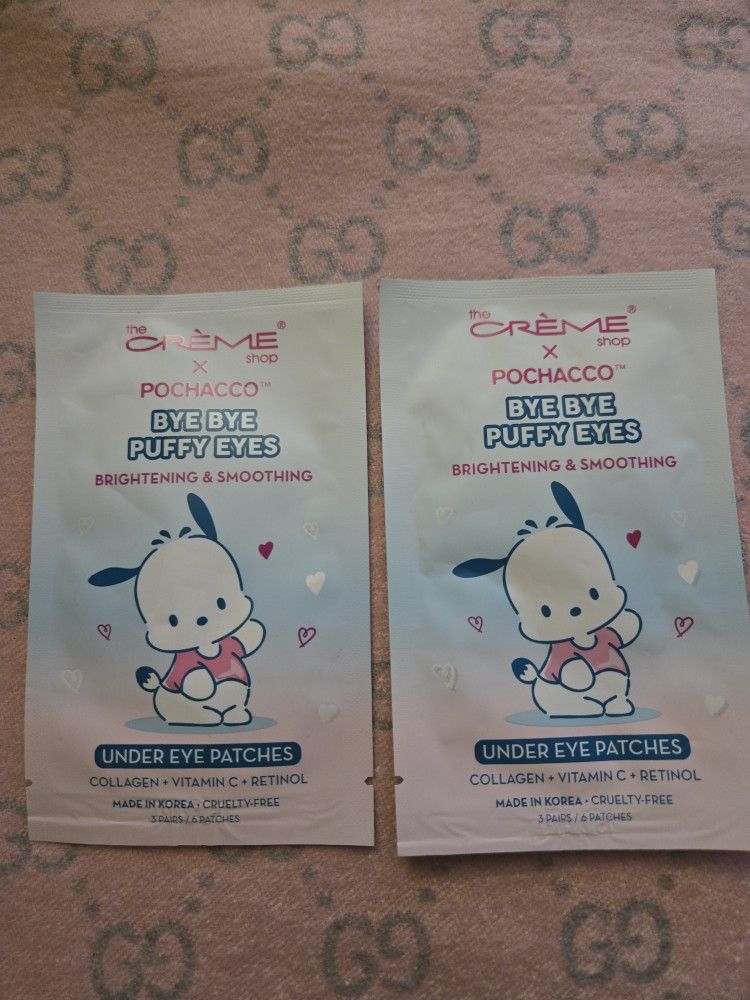 the
CRÈME®
shop
X
POCHACCO™
BYE BYE
PUFFY EYES
BRIGHTENING & SMOOTHING
UNDER EYE PATCHES
COLLAGEN + VITAMIN C + RETINOL
MADE IN KOREA • CRUELTY-FREE
3 PAIRS / 6 PATCHES
the
CRÈME®
shop
X
POCHACCO™
BYE BYE
PUFFY EYES
BRIGHTENING & SMOOTHING
UNDER EYE PATCHES
COLLAGEN + VITAMIN C + RETINOL
MADE IN KOREA • CRUELTY-FREE
3 PAIRS / 6 PATCHES